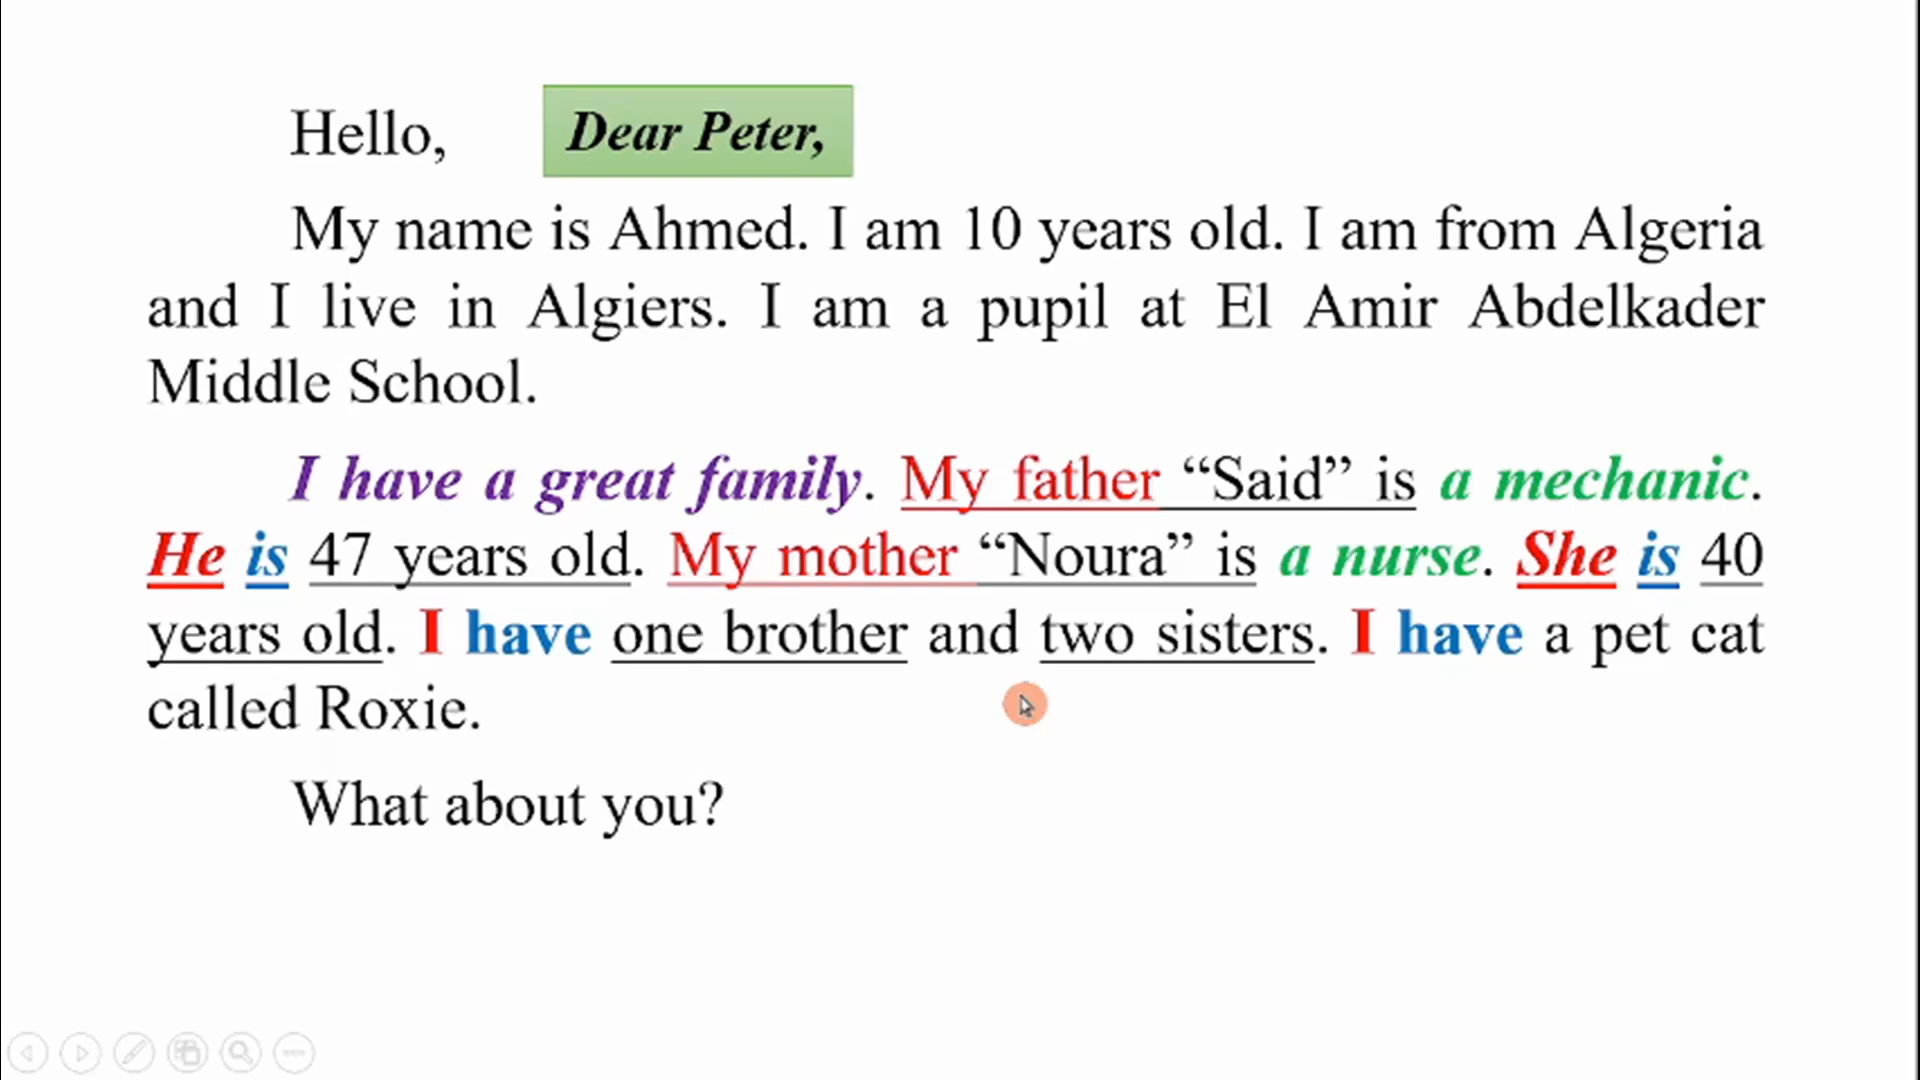 Hello, Dear Peter,
My name is Ahmed. I am 10 years old. I am from Algeria
and I live in Algiers. I am a pupil at El Amir Abdelkader
Middle School.
I have a great family. My father “Said” is a mechanic.
He is 47 years old. My mother “Noura” is a nurse. She is 40
years old. I have one brother and two sisters. I have a pet cat
called Roxie.
What about you?